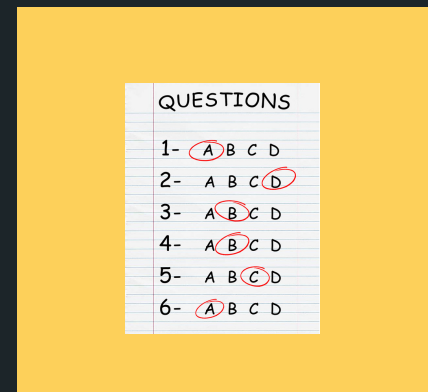 QUESTIONS
1- A B C D
2- A B C D
3- A B C D
4- A B C D
5- A B C D
6- A B C D